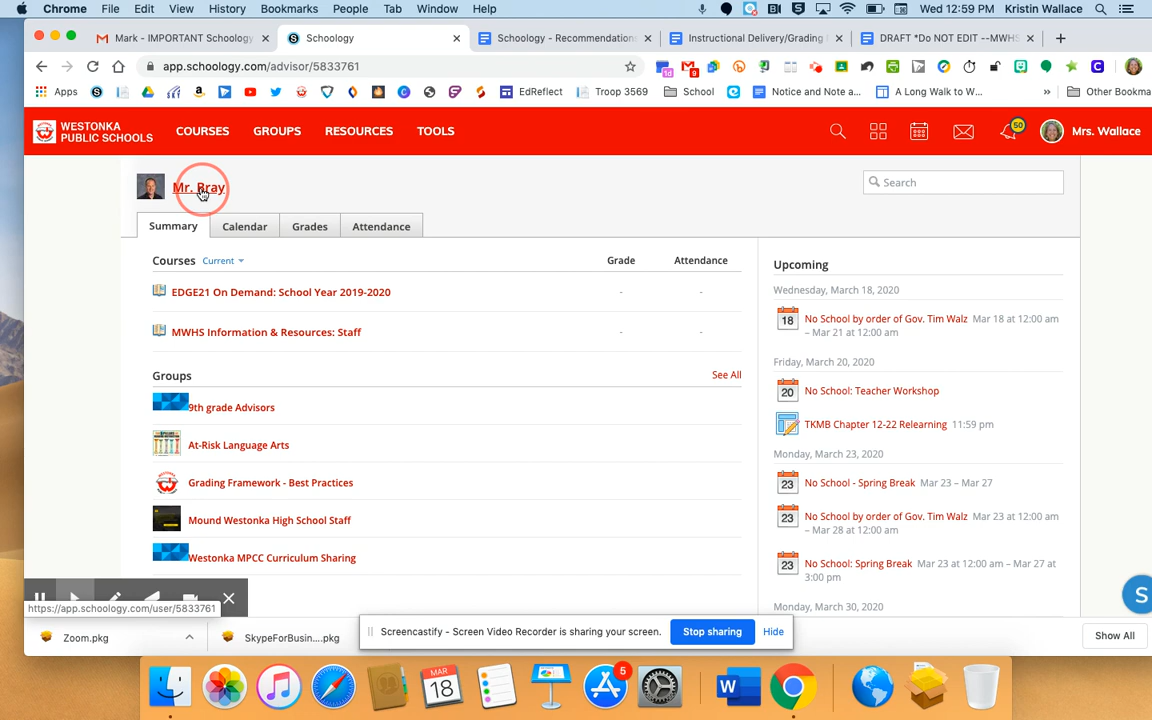 Chrome File Edit View History Bookmarks People Tab Window Help Wed 12:59 PM Kristin Wallace
Mark - IMPORTANT Schoology Schoology Schoology - Recommendations Instructional Delivery/Grading DRAFT *Do NOT EDIT --MWHS
app.schoology.com/advisor/5833761
1d 9
Apps EdReflect Troop 3569 School Notice and Note a... A Long Walk to W... » Other Bookma
WESTONKA
PUBLIC SCHOOLS
COURSES GROUPS RESOURCES TOOLS 50 Mrs. Wallace
Mr. Bray Search
Summary Calendar Grades Attendance
Courses Current Grade Attendance
EDGE21 On Demand: School Year 2019-2020 - -
MWHS Information & Resources: Staff - -
Groups See All
9th grade Advisors
At-Risk Language Arts
Grading Framework - Best Practices
Mound Westonka High School Staff
Westonka MPCC Curriculum Sharing
Upcoming
Wednesday, March 18, 2020
18 No School by order of Gov. Tim Walz Mar 18 at 12:00 am
– Mar 21 at 12:00 am
Friday, March 20, 2020
20 No School: Teacher Workshop
TKMB Chapter 12-22 Relearning 11:59 pm
Monday, March 23, 2020
23 No School - Spring Break Mar 23 – Mar 27
23 No School by order of Gov. Tim Walz Mar 23 at 12:00 am
– Mar 28 at 12:00 am
23 No School: Spring Break Mar 23 at 12:00 am – Mar 27 at
3:00 pm
Monday, March 30, 2020
S
https://app.schoology.com/user/5833761
Zoom.pkg SkypeForBusin....pkg Show All
Screencastify - Screen Video Recorder is sharing your screen. Stop sharing Hide
MAR
18
5
W